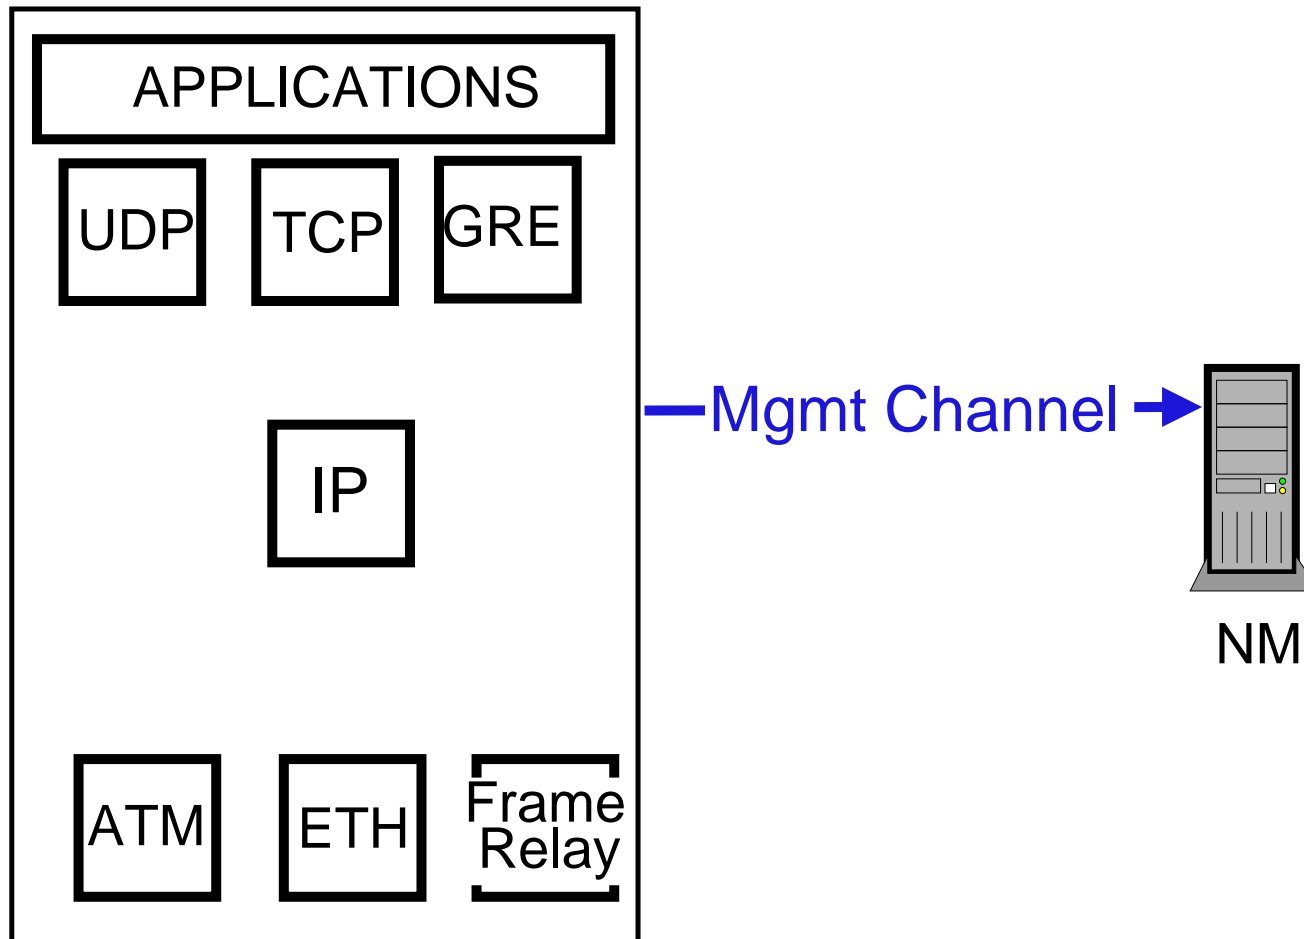 APPLICATIONS
UDP TCP GRE
Mgmt Channel
IP
NM
ATM ETH Frame
Relay